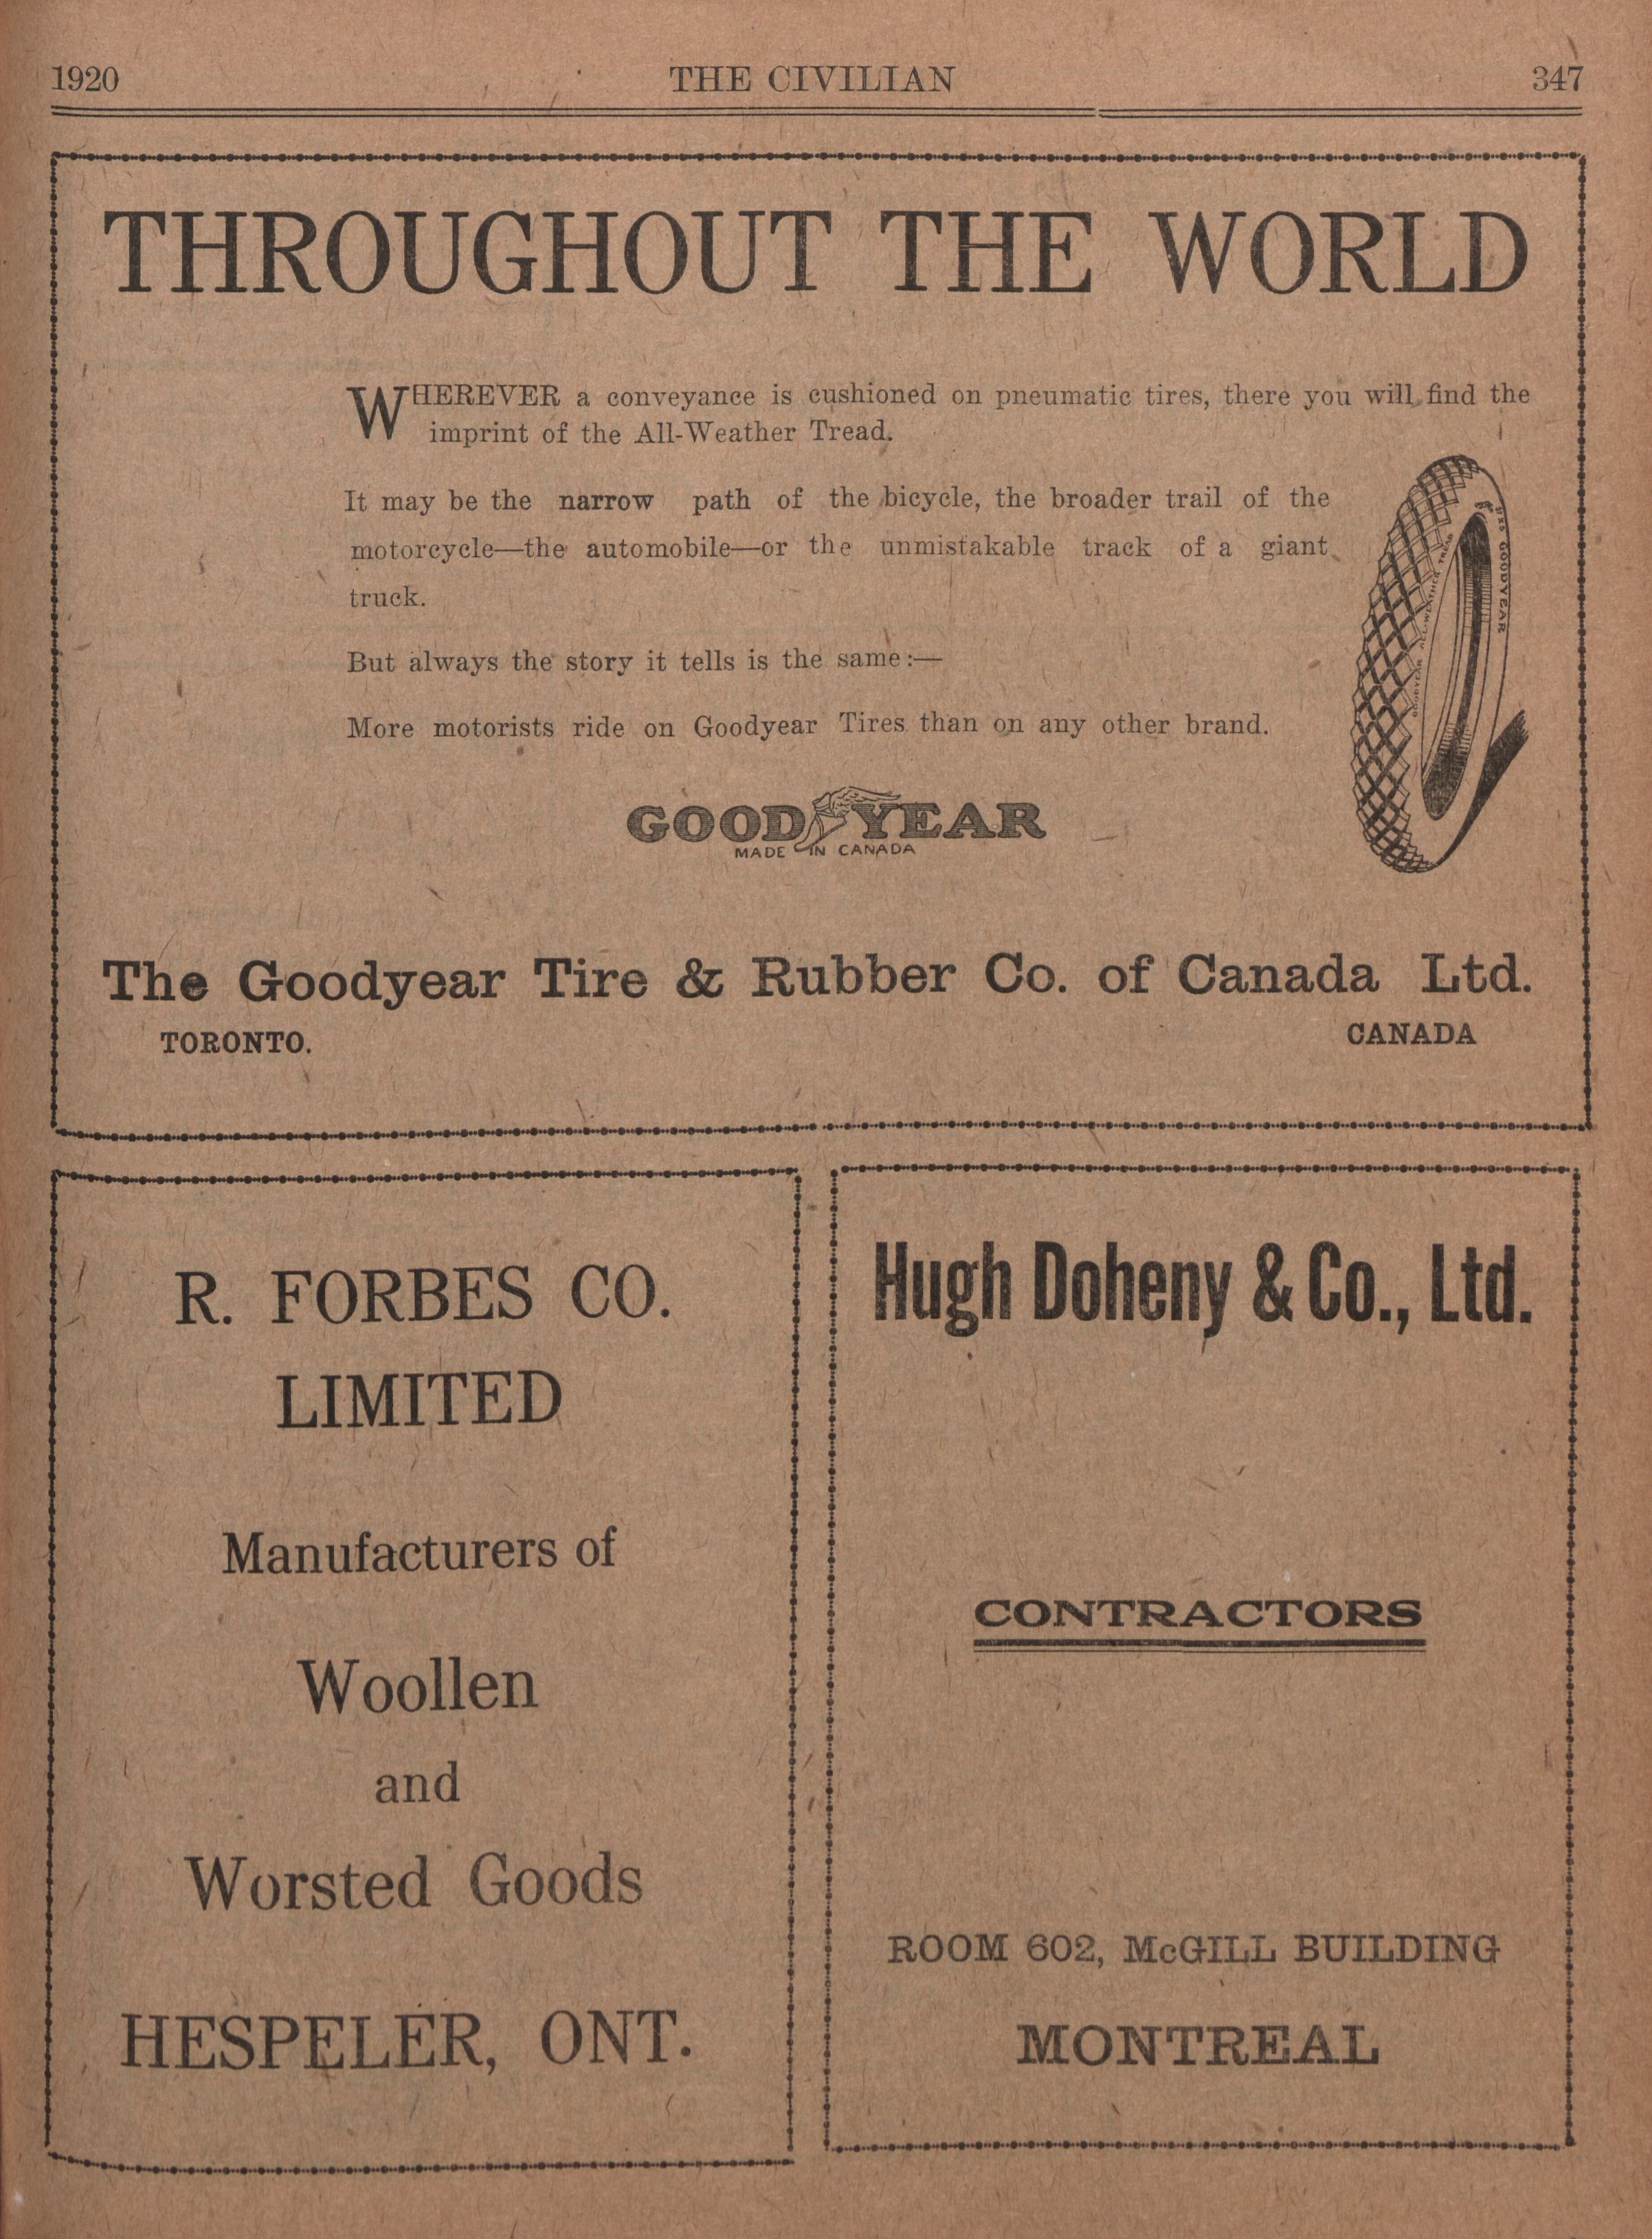 1920 THE CIVILIAN 347
THROUGHOUT THE WORLD
WHEREVER a conveyance is cushioned on pneumatic tires, there you will find the
imprint of the All-Weather Tread.
It may be the narrow path of the bicycle, the broader trail of the
motorcycle—the automobile—or the unmistakable track of a giant
truck.
But always the story it tells is the same:—
More motorists ride on Goodyear Tires than on any other brand.
GOODYEAR
MADE IN CANADA
GOODYEAR
The Goodyear Tire & Rubber Co. of Canada Ltd.
TORONTO. CANADA
R. FORBES CO.
LIMITED
Manufacturers of
Woollen
and
Worsted Goods
HESPELER, ONT.
Hugh Doheny & Co., Ltd.
CONTRACTORS
ROOM 602, McGILL BUILDING
MONTREAL